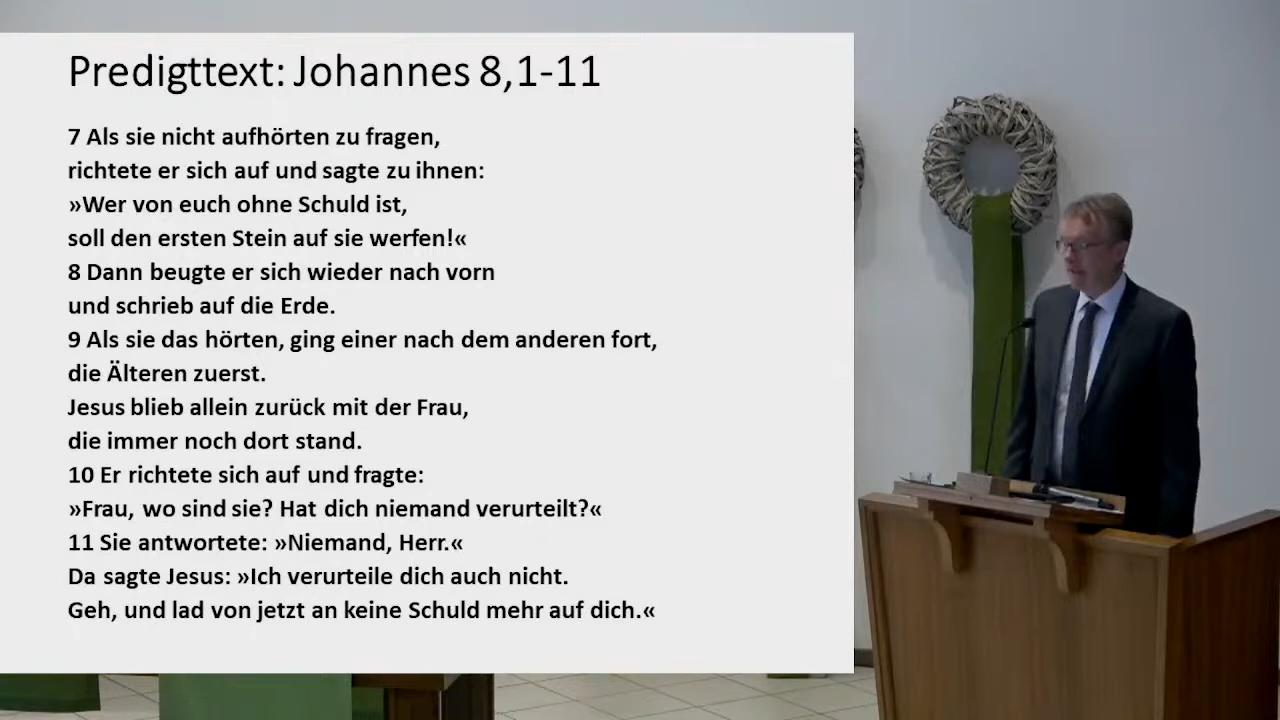 Predigttext: Johannes 8,1-11
7 Als sie nicht aufhörten zu fragen,
richtete er sich auf und sagte zu ihnen:
»Wer von euch ohne Schuld ist,
soll den ersten Stein auf sie werfen!«
8 Dann beugte er sich wieder nach vorn
und schrieb auf die Erde.
9 Als sie das hörten, ging einer nach dem anderen fort,
die Älteren zuerst.
Jesus blieb allein zurück mit der Frau,
die immer noch dort stand.
10 Er richtete sich auf und fragte:
»Frau, wo sind sie? Hat dich niemand verurteilt?«
11 Sie antwortete: »Niemand, Herr.«
Da sagte Jesus: »Ich verurteile dich auch nicht.
Geh, und lad von jetzt an keine Schuld mehr auf dich.«